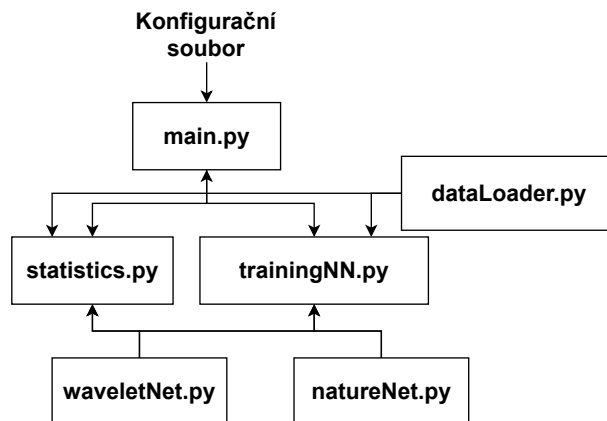 Konfigurační
soubor
main.py
dataLoader.py
statistics.py
trainingNN.py
waveletNet.py
natureNet.py